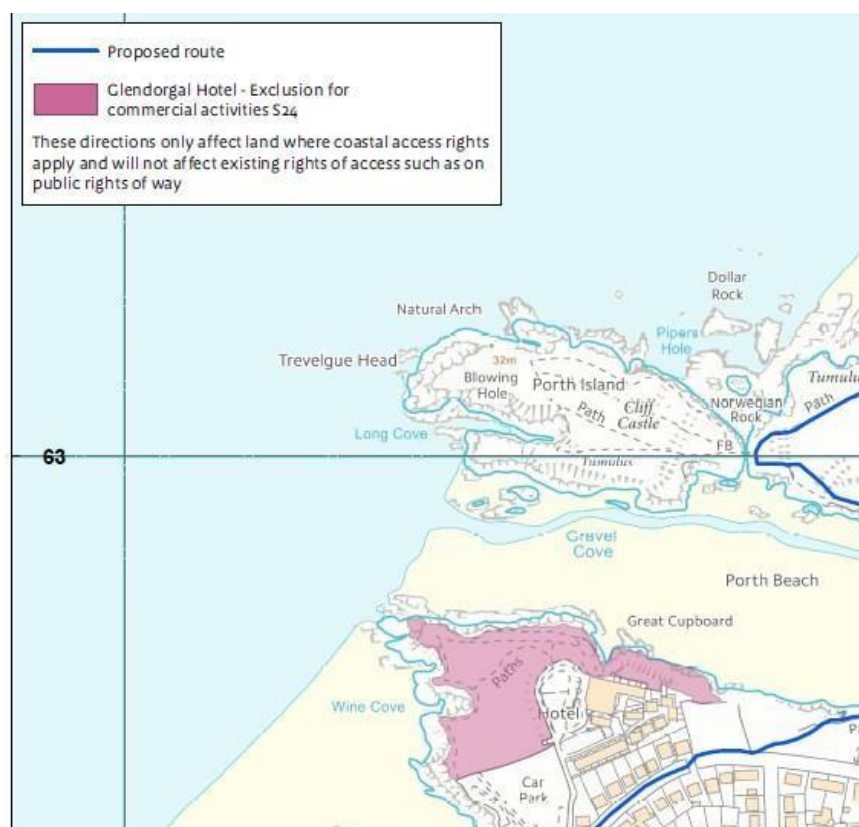 Proposed route
Glendorgal Hotel - Exclusion for
commercial activities S24
These directions only affect land where coastal access rights
apply and will not affect existing rights of access such as on
public rights of way
Dollar
Rock
Natural Arch
Pipers
Hole
Trevelgue Head
32m
Blowing
Hole
Porth Island
Tumulus
Path
Cliff
Castle
Norwegian
Rock
Path
Long Cove
FB
63
Tumulus
Gravel
Cove
Porth Beach
Great Cupboard
Paths
Wine Cove
Hotel
Car
Park